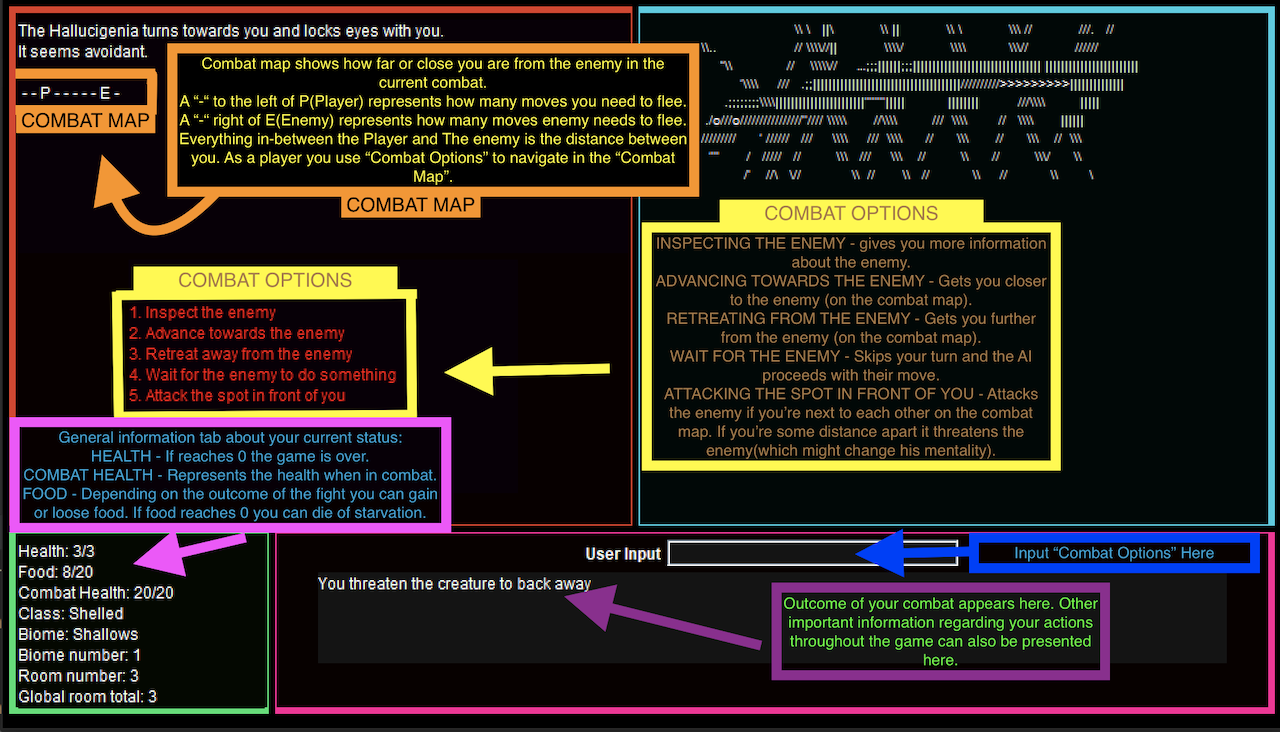 The Hallucigenia turns towards you and locks eyes with you.
It seems avoidant.
--P-----E-
COMBAT MAP
Combat map shows how far or close you are from the enemy in the
current combat.
A “-“ to the left of P(Player) represents how many moves you need to flee.
A “-“ right of E(Enemy) represents how many moves enemy needs to flee.
Everything in-between the Player and The enemy is the distance between
you. As a player you use “Combat Options” to navigate in the “Combat
Map”.
COMBAT MAP
COMBAT OPTIONS
1. Inspect the enemy
2. Advance towards the enemy
3. Retreat away from the enemy
4. Wait for the enemy to do something
5. Attack the spot in front of you
COMBAT OPTIONS
INSPECTING THE ENEMY - gives you more information
about the enemy.
ADVANCING TOWARDS THE ENEMY - Gets you closer
to the enemy (on the combat map).
RETREATING FROM THE ENEMY - Gets you further
from the enemy (on the combat map).
WAIT FOR THE ENEMY - Skips your turn and the AI
proceeds with their move.
ATTACKING THE SPOT IN FRONT OF YOU - Attacks
the enemy if you’re next to each other on the combat
map. If you’re some distance apart it threatens the
enemy(which might change his mentality).
General information tab about your current status:
HEALTH - If reaches 0 the game is over.
COMBAT HEALTH - Represents the health when in combat.
FOOD - Depending on the outcome of the fight you can gain
or loose food. If food reaches 0 you can die of starvation.
Health: 3/3
Food: 8/20
Combat Health: 20/20
Class: Shelled
Biome: Shallows
Biome number: 1
Room number: 3
Global room total: 3
User Input
Input “Combat Options” Here
You threaten the creature to back away
Outcome of your combat appears here. Other
important information regarding your actions
throughout the game can also be presented
here.